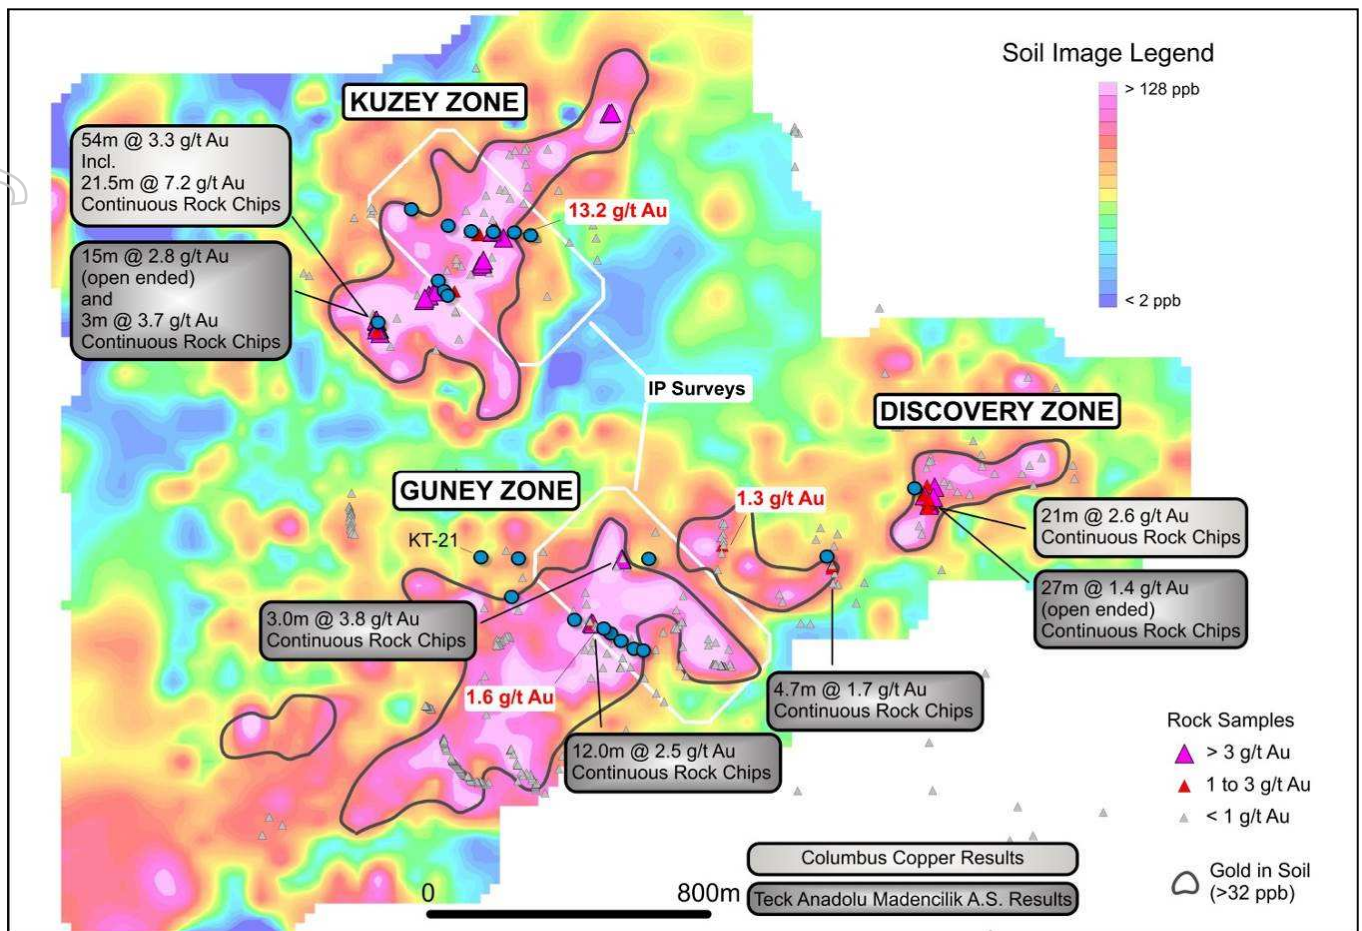 Soil Image Legend
> 128 ppb
< 2 ppb
KUZEY ZONE
54m @ 3.3 g/t Au
Incl.
21.5m @ 7.2 g/t Au
Continuous Rock Chips
15m @ 2.8 g/t Au
(open ended)
and
3m @ 3.7 g/t Au
Continuous Rock Chips
13.2 g/t Au
IP Surveys
DISCOVERY ZONE
GUNEY ZONE
1.3 g/t Au
KT-21
21m @ 2.6 g/t Au
Continuous Rock Chips
27m @ 1.4 g/t Au
(open ended)
Continuous Rock Chips
3.0m @ 3.8 g/t Au
Continuous Rock Chips
1.6 g/t Au
4.7m @ 1.7 g/t Au
Continuous Rock Chips
12.0m @ 2.5 g/t Au
Continuous Rock Chips
Rock Samples
> 3 g/t Au
1 to 3 g/t Au
< 1 g/t Au
Gold in Soil
(>32 ppb)
Columbus Copper Results
Teck Anadolu Madencilik A.S. Results
0
800m